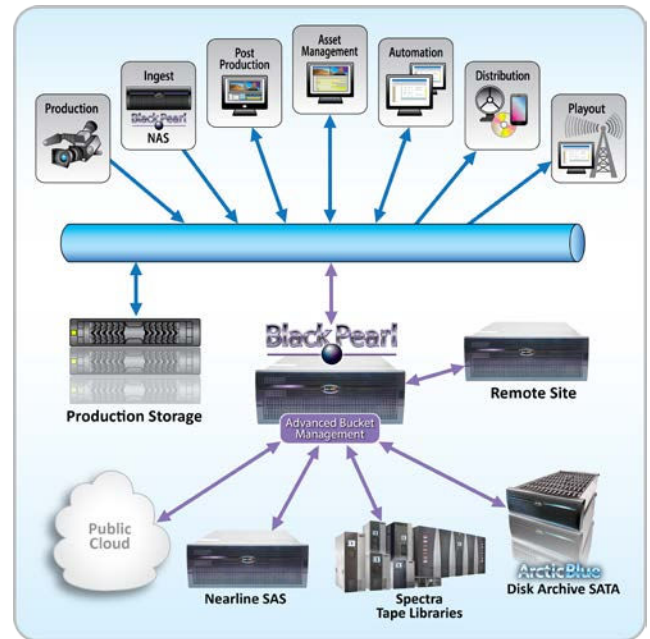 Production
Ingest
BlackPearl
NAS
Post
Production
Asset
Management
Automation
Distribution
Playout
Production Storage
BlackPearl
Advanced Bucket
Management
Remote Site
Public
Cloud
Nearline SAS
Spectra
Tape Libraries
ArcticBlue
Disk Archive SATA